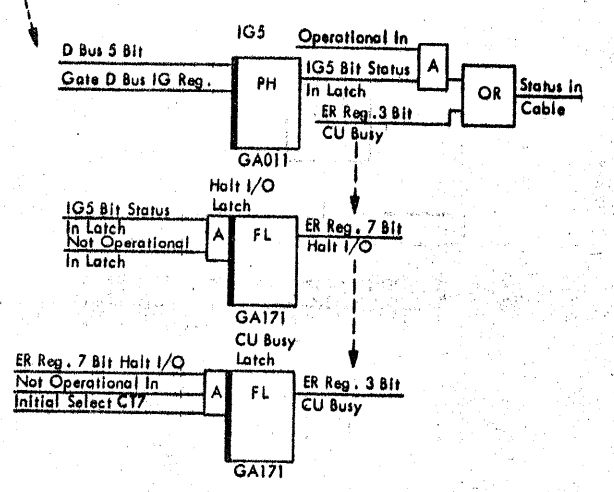 IG5
Operational In
D Bus 5 Bit
Gate D Bus IG Reg.
PH
IG5 Bit Status
In Latch
A
OR
Status in
Cable
ER Reg. 3 Bit
CU Busy
GA011
Halt I/O
Latch
IG5 Bit Status
In Latch
Not Operational
In Latch
A
FL
ER Reg. 7 Bit
Halt I/O
GA171
CU Busy
Latch
ER Reg. 7 Bit Halt I/O
Not Operational In
Initial Select C17
A
FL
ER Reg. 3 Bit
CU Busy
GA171